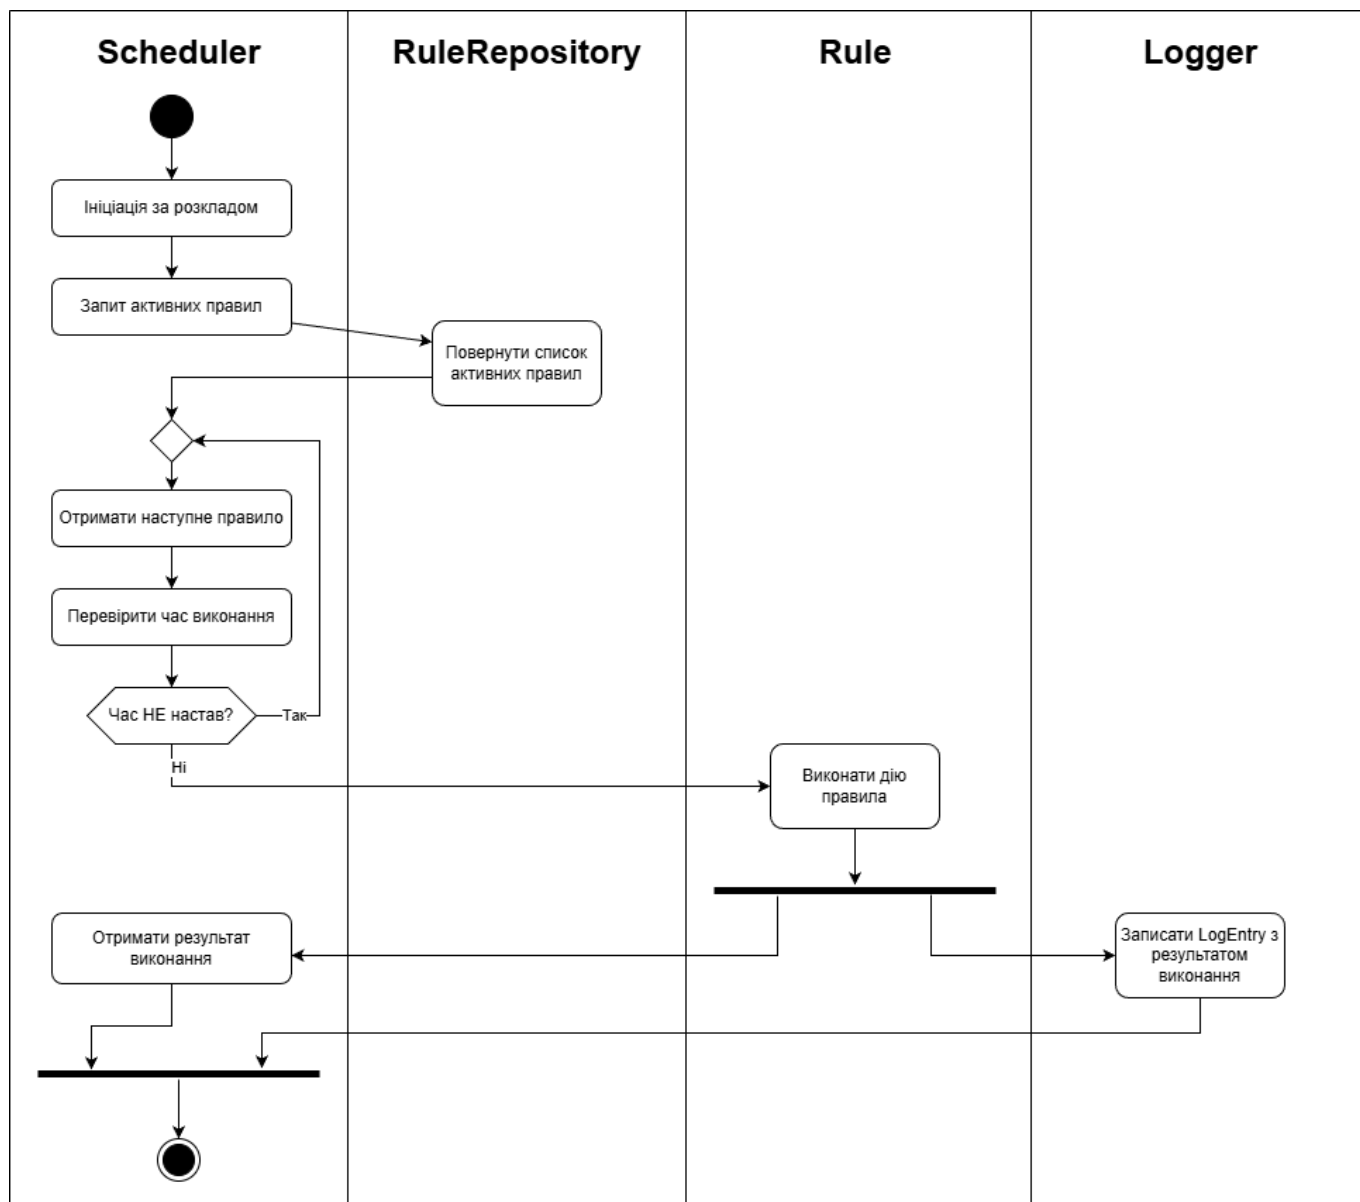 Scheduler
RuleRepository
Rule
Logger
Ініціація за розкладом
Запит активних правил
Повернути список
активних правил
Отримати наступне правило
Перевірити час виконання
Час НЕ настав?
Так
Ні
Виконати дію
правила
Отримати результат
виконання
Записати LogEntry з
результатом
виконання